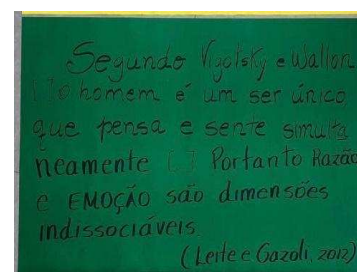 Segundo Vigotsky e Wallon
[...]o homem é um ser único
que pensa e sente simulta
neamente [...] Portanto Razão
e EMOÇÃO são dimensões
indissociáveis.
(Leite e Gazoli, 2012)